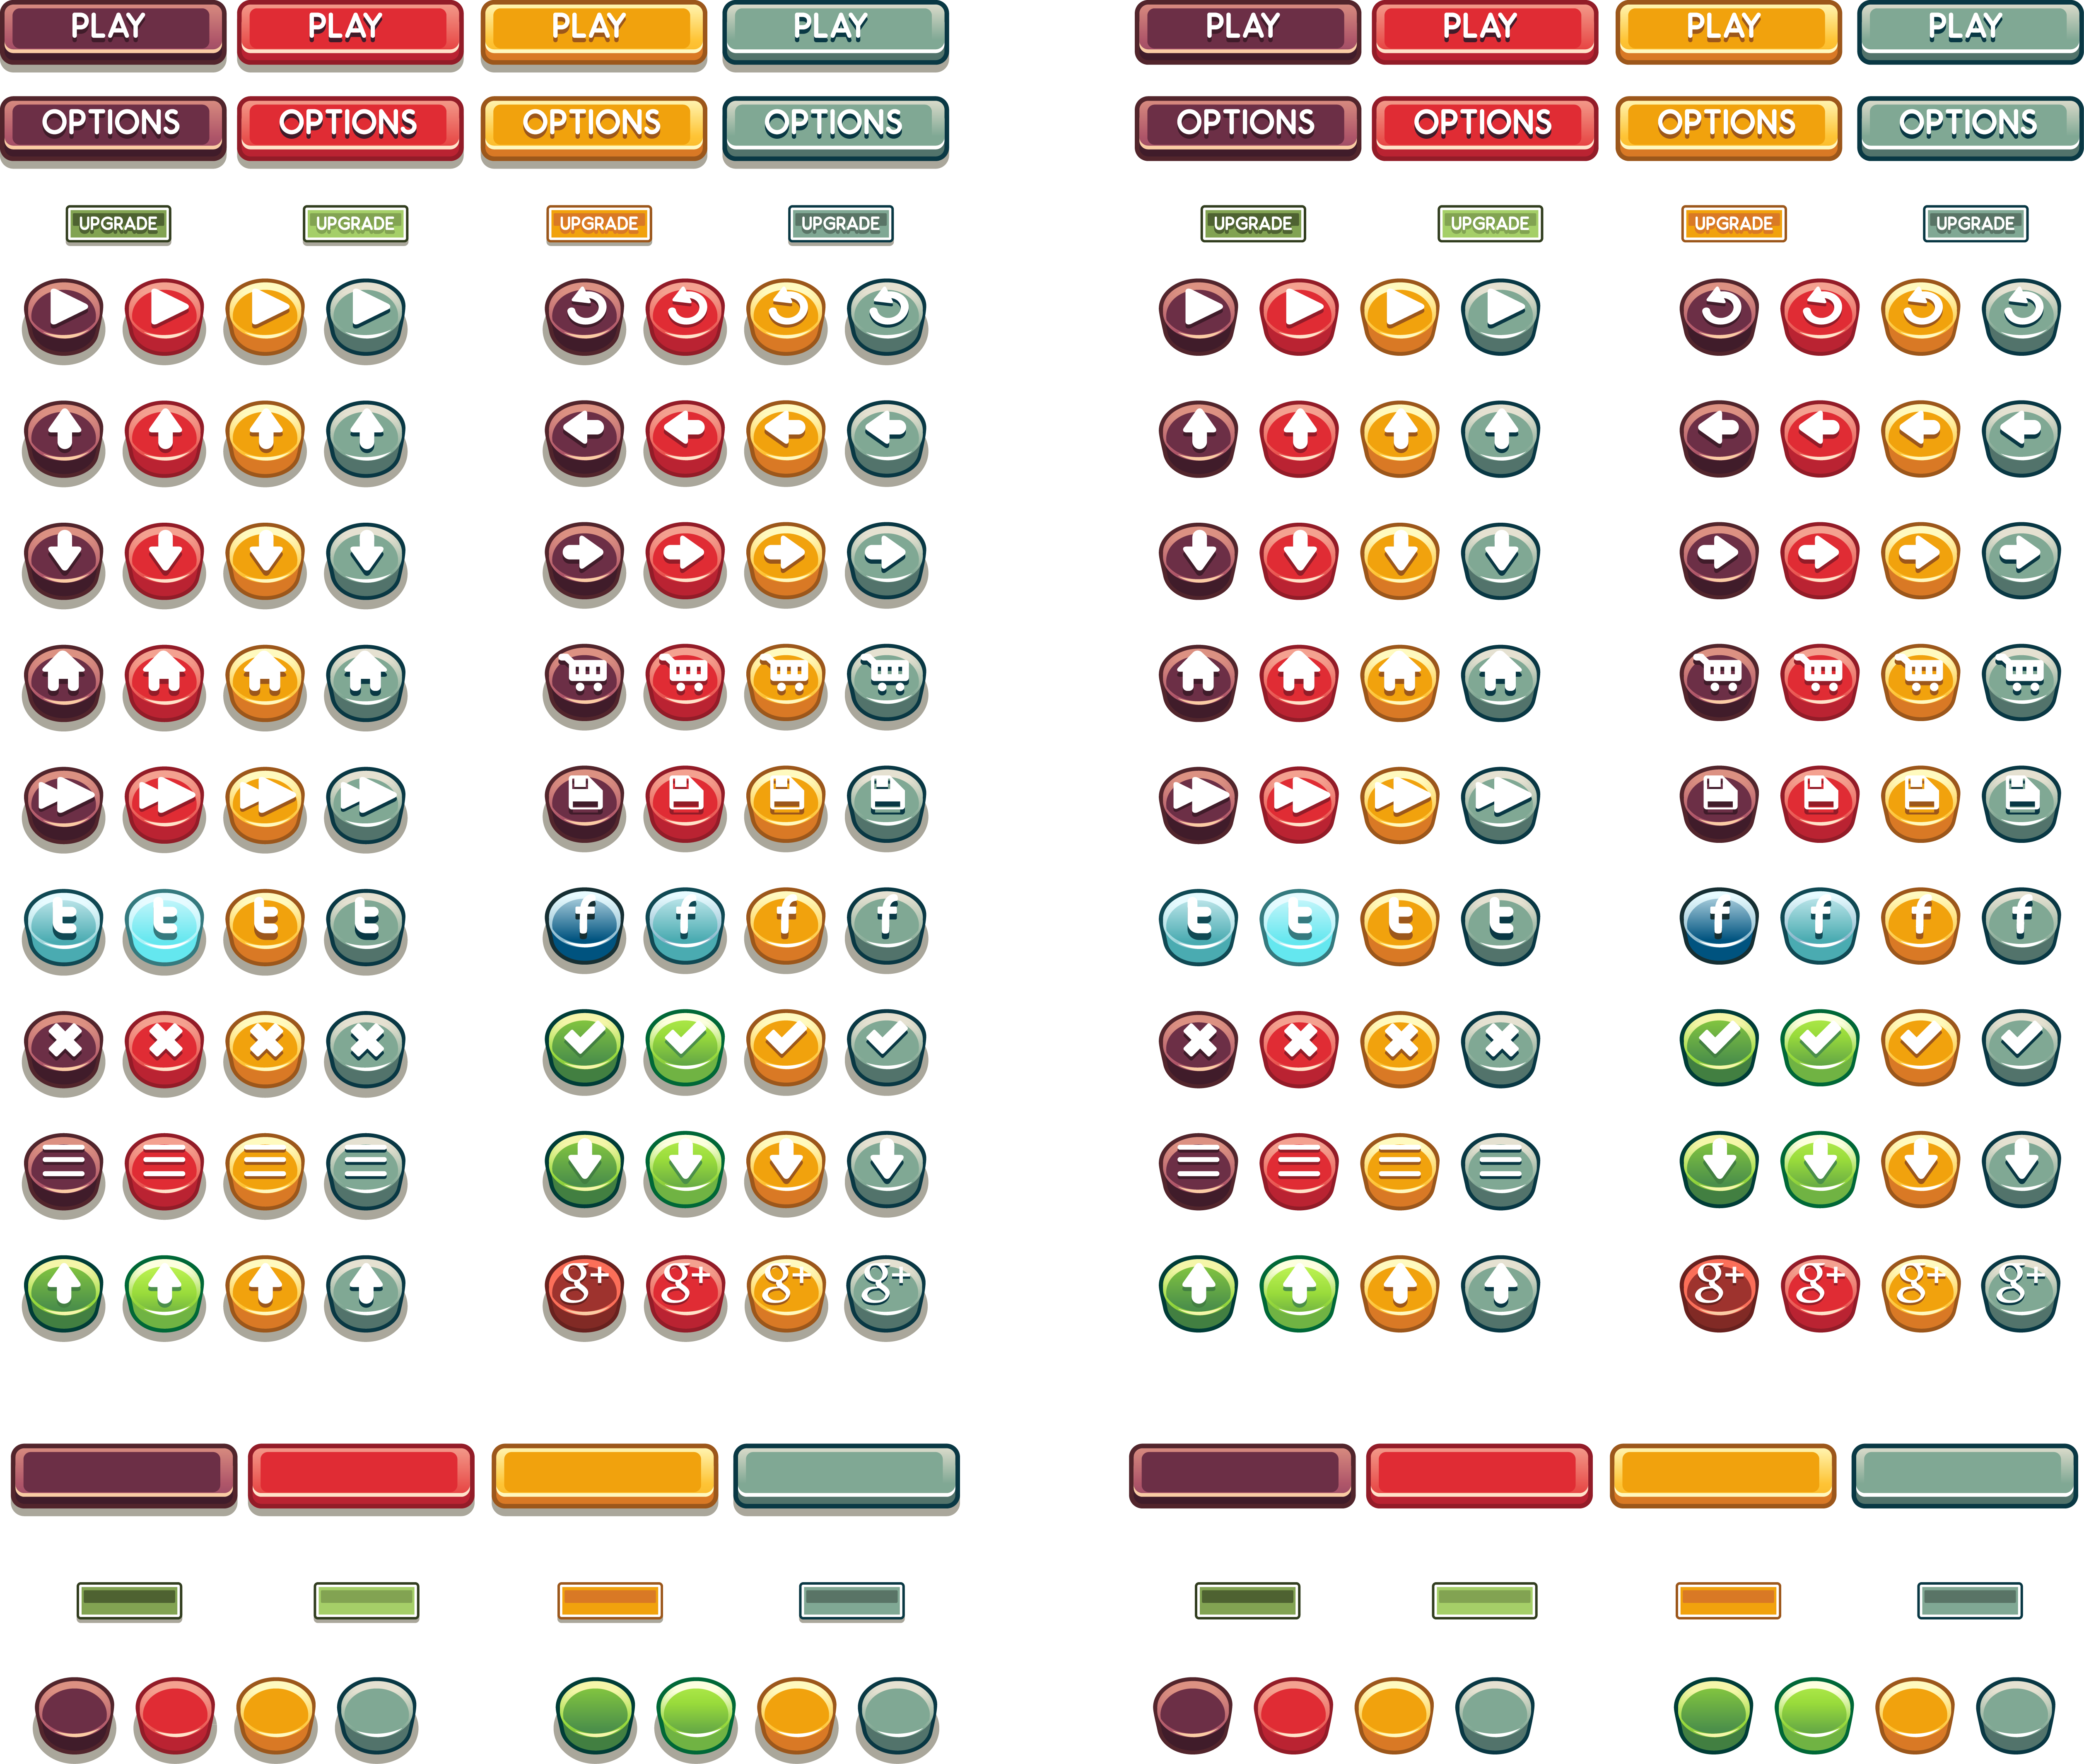 PLAY PLAY PLAY PLAY PLAY PLAY PLAY PLAY
OPTIONS OPTIONS OPTIONS OPTIONS OPTIONS OPTIONS OPTIONS OPTIONS
UPGRADE UPGRADE UPGRADE UPGRADE UPGRADE UPGRADE UPGRADE UPGRADE
t t t t f f f f t t t t f f f f
g+ g+ g+ g+ g+ g+ g+ g+